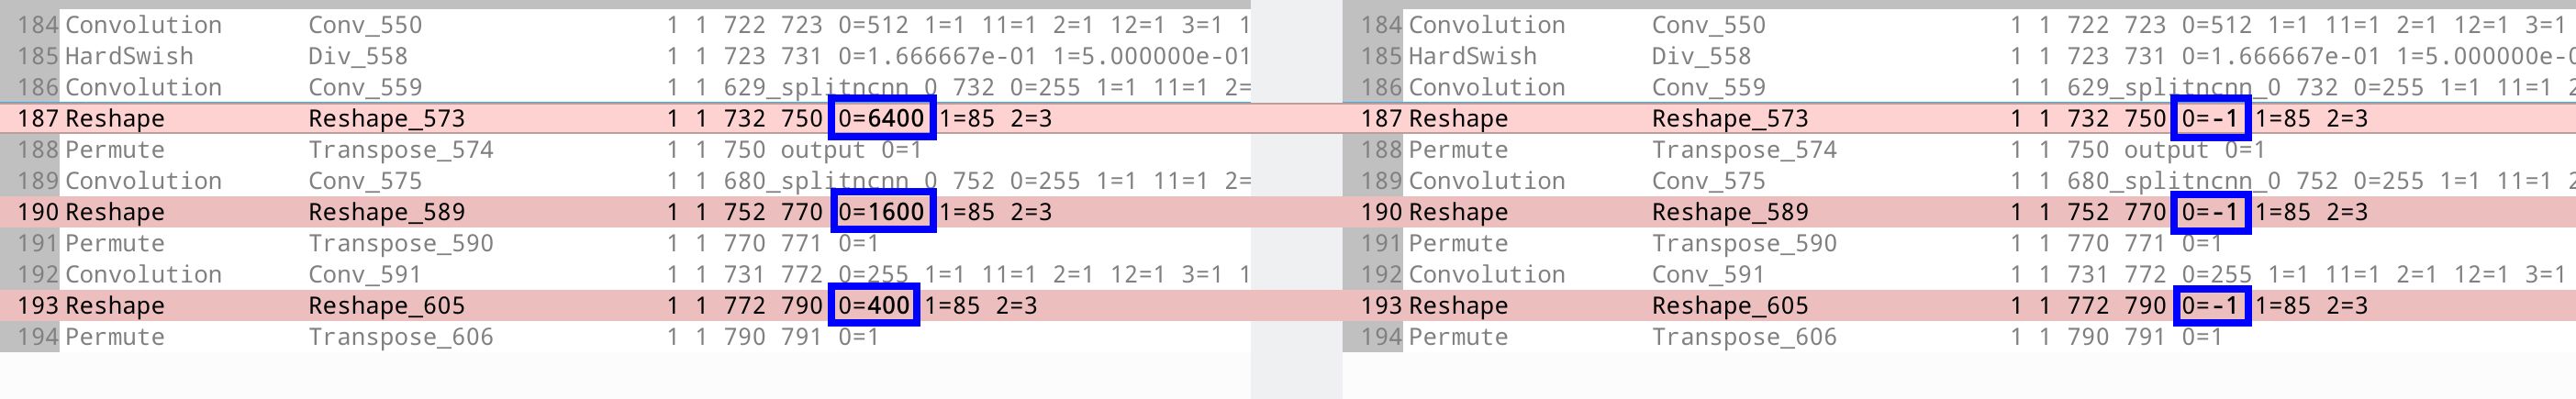 184 Convolution Conv_550 1 1 722 723 0=512 1=1 11=1 2=1 12=1 3=1 1
185 HardSwish Div_558 1 1 723 731 0=1.666667e-01 1=5.000000e-01
186 Convolution Conv_559 1 1 629_splitncnn_0 732 0=255 1=1 11=1 2=
187 Reshape Reshape_573 1 1 732 750 0=6400 1=85 2=3
188 Permute Transpose_574 1 1 750 output 0=1
189 Convolution Conv_575 1 1 680_splitncnn_0 752 0=255 1=1 11=1 2=
190 Reshape Reshape_589 1 1 752 770 0=1600 1=85 2=3
191 Permute Transpose_590 1 1 770 771 0=1
192 Convolution Conv_591 1 1 731 772 0=255 1=1 11=1 2=1 12=1 3=1 1
193 Reshape Reshape_605 1 1 772 790 0=400 1=85 2=3
194 Permute Transpose_606 1 1 790 791 0=1
184 Convolution Conv_550 1 1 722 723 0=512 1=1 11=1 2=1 12=1 3=1
185 HardSwish Div_558 1 1 723 731 0=1.666667e-01 1=5.000000e-0
186 Convolution Conv_559 1 1 629_splitncnn_0 732 0=255 1=1 11=1 2
187 Reshape Reshape_573 1 1 732 750 0=-1 1=85 2=3
188 Permute Transpose_574 1 1 750 output 0=1
189 Convolution Conv_575 1 1 680_splitncnn_0 752 0=255 1=1 11=1 2
190 Reshape Reshape_589 1 1 752 770 0=-1 1=85 2=3
191 Permute Transpose_590 1 1 770 771 0=1
192 Convolution Conv_591 1 1 731 772 0=255 1=1 11=1 2=1 12=1 3=1
193 Reshape Reshape_605 1 1 772 790 0=-1 1=85 2=3
194 Permute Transpose_606 1 1 790 791 0=1